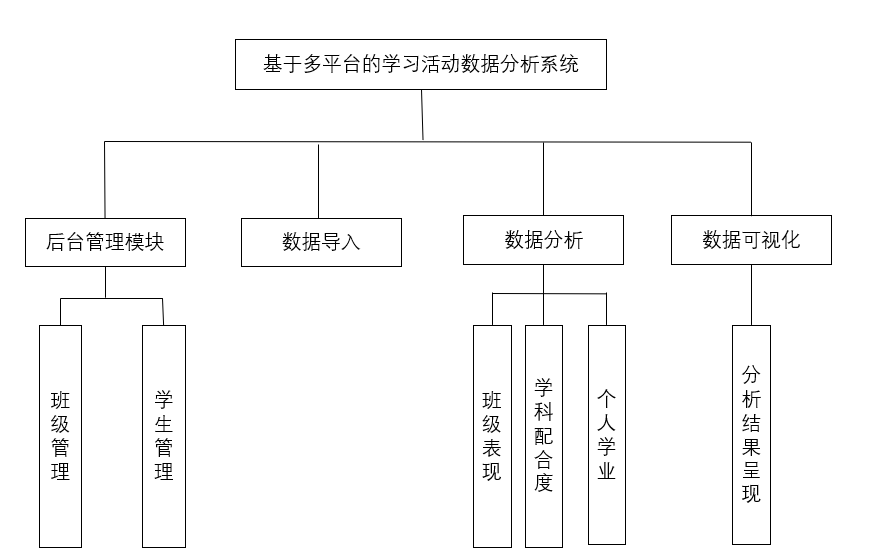 基于多平台的学习活动数据分析系统
后台管理模块
数据导入
数据分析
数据可视化
班级管理
学生管理
班级表现
学科配合度
个人学业
分析结果呈现